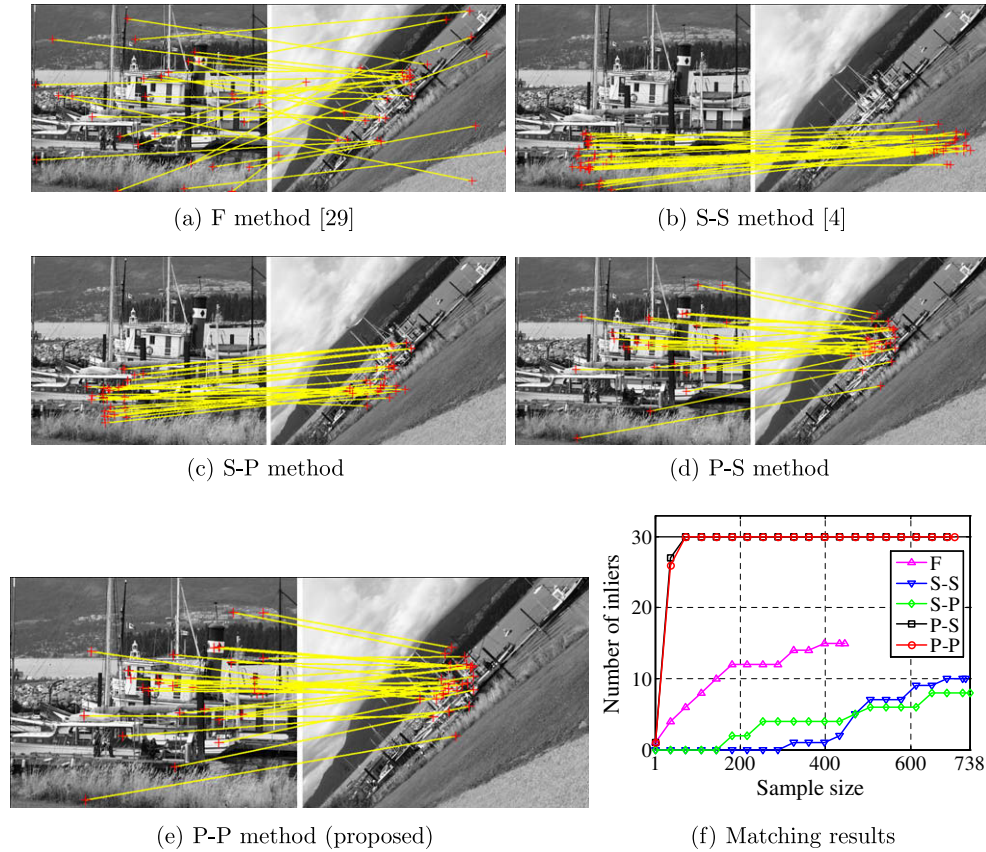 (a) F method [29]
(b) S-S method [4]
(c) S-P method
(d) P-S method
(e) P-P method (proposed)
Number of inliers
30
20
10
0
F
S-S
S-P
P-S
P-P
1 200 400 600 738
Sample size
(f) Matching results